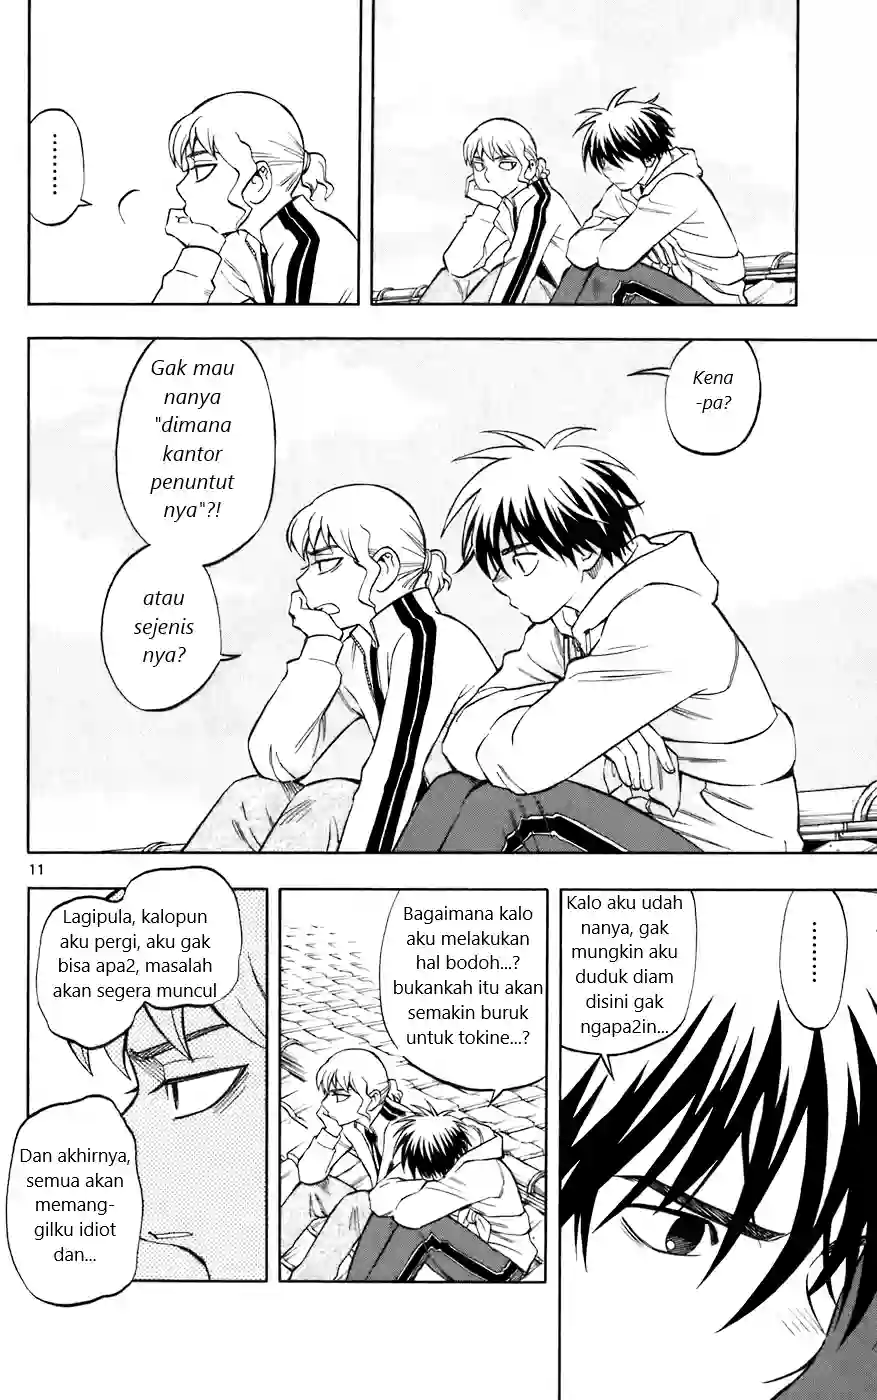 ........
Kena
-pa?
Gak mau
nanya
"dimana
kantor
penuntut
nya"?!
atau
sejenis
nya?
11
......
Kalo aku udah
nanya, gak
mungkin aku
duduk diam
disini gak
ngapa2in...
Bagaimana kalo
aku melakukan
hal bodoh...?
bukankah itu akan
semakin buruk
untuk tokine...?
Lagipula, kalopun
aku pergi, aku gak
bisa apa2, masalah
akan segera muncul
Dan akhirnya,
semua akan
memang-
gilku idiot
dan...